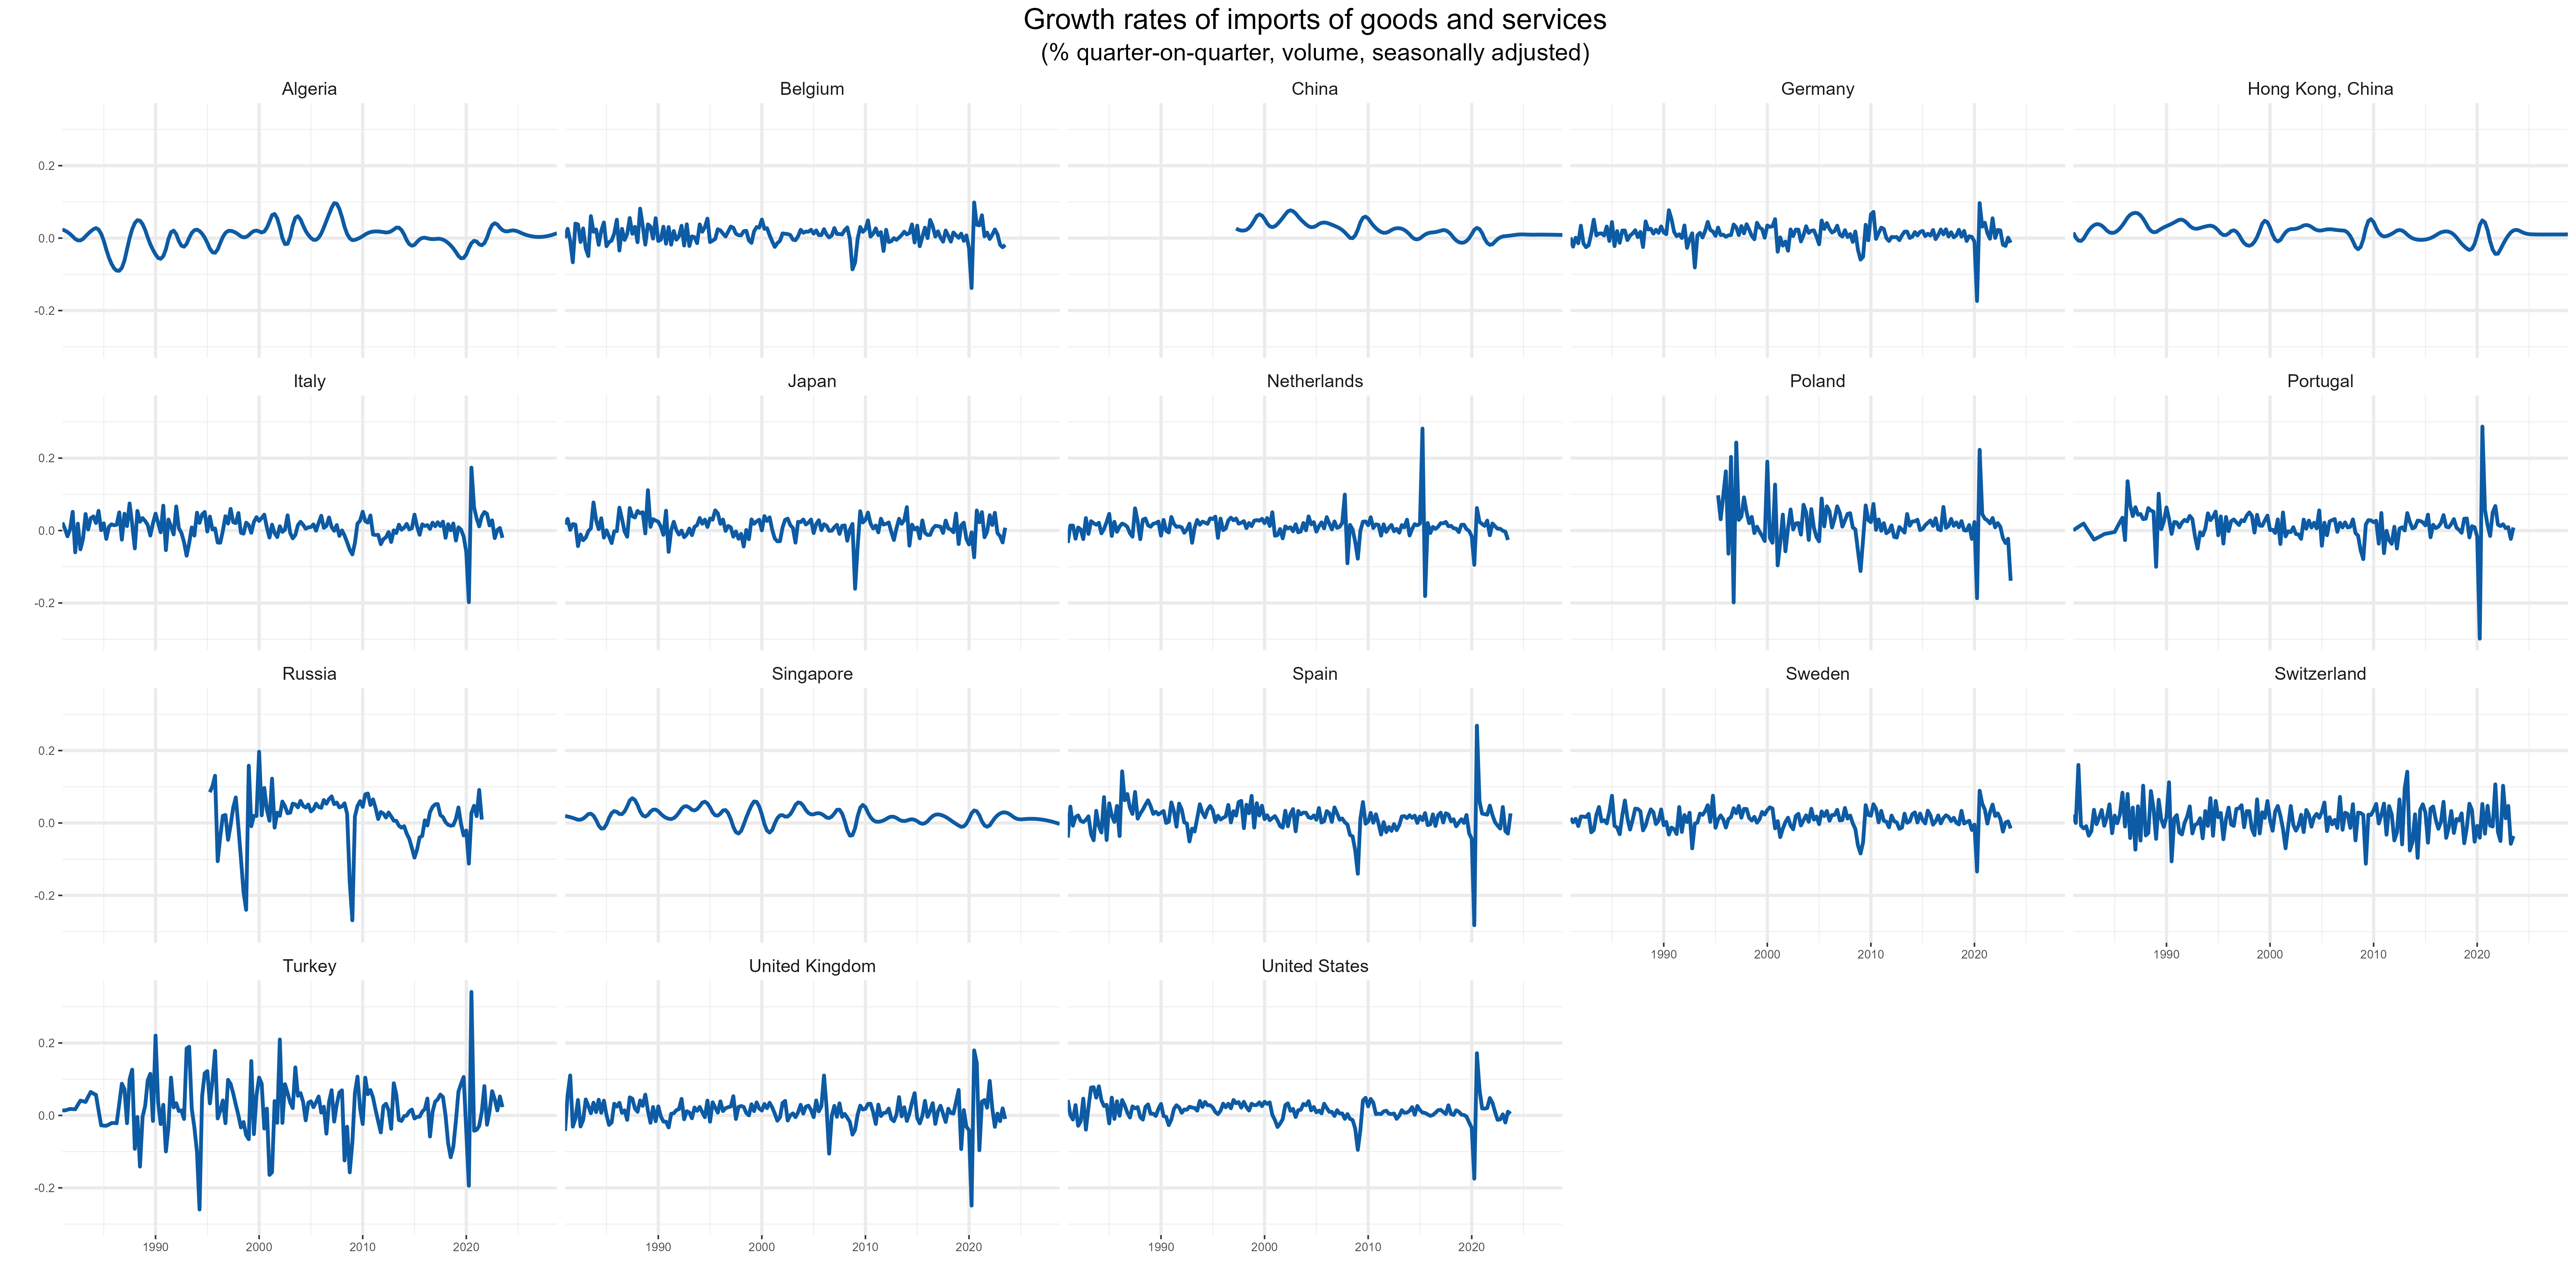 Growth rates of imports of goods and services
(% quarter-on-quarter, volume, seasonally adjusted)
Algeria Belgium China Germany Hong Kong, China
0.2
0.0
-0.2
Italy Japan Netherlands Poland Portugal
0.2
0.0
-0.2
Russia Singapore Spain Sweden Switzerland
0.2
0.0
-0.2
1990 2000 2010 2020 1990 2000 2010 2020
Turkey United Kingdom United States
0.2
0.0
-0.2
1990 2000 2010 2020 1990 2000 2010 2020 1990 2000 2010 2020